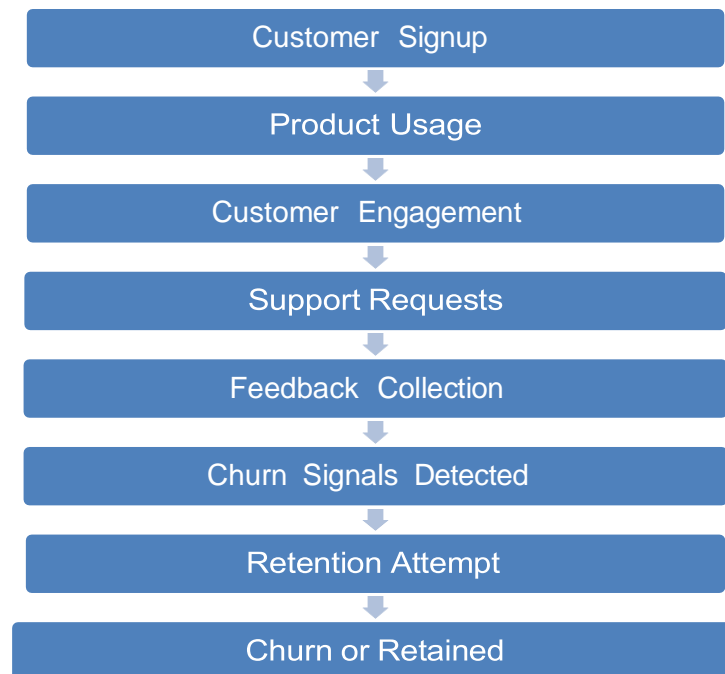 Customer Signup
Product Usage
Customer Engagement
Support Requests
Feedback Collection
Churn Signals Detected
Retention Attempt
Churn or Retained